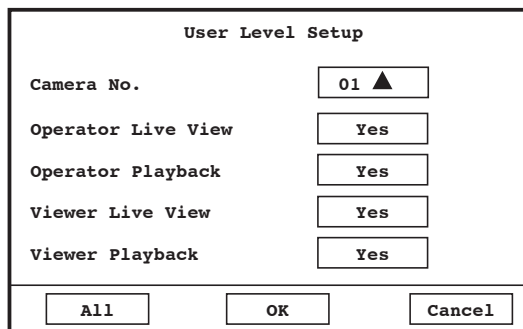 User Level Setup
Camera No. 01 ▲
Operator Live View Yes
Operator Playback Yes
Viewer Live View Yes
Viewer Playback Yes
All OK Cancel